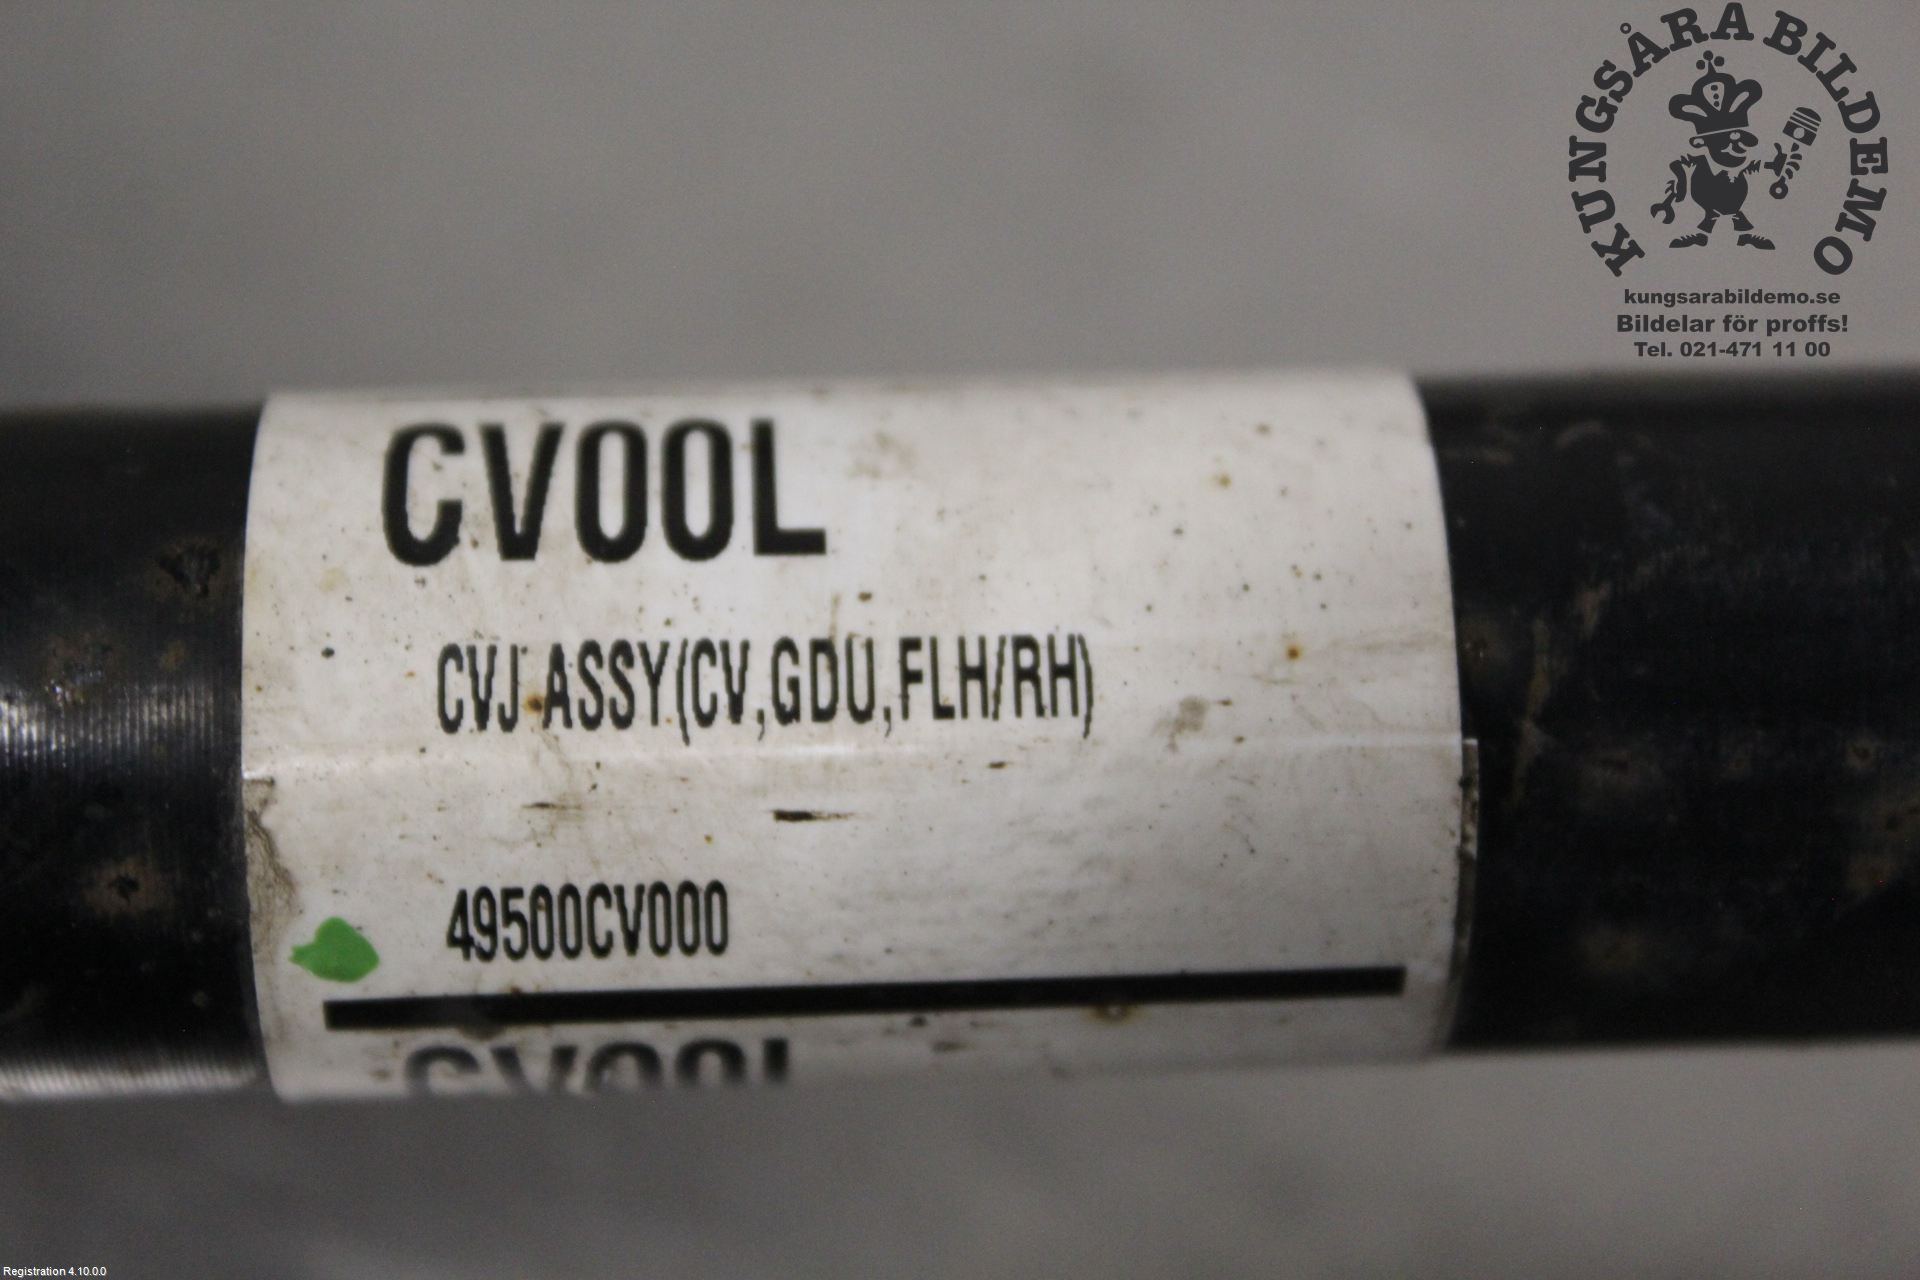 KUNGSÅRA BILDEMO
kungsarabildemo.se
Bildelar för proffs!
Tel. 021-471 11 00
CV00L
CVJ ASSY(CV,GDU,FLH/RH)
49500CV000
CV00L
Registration 4.10.0.0